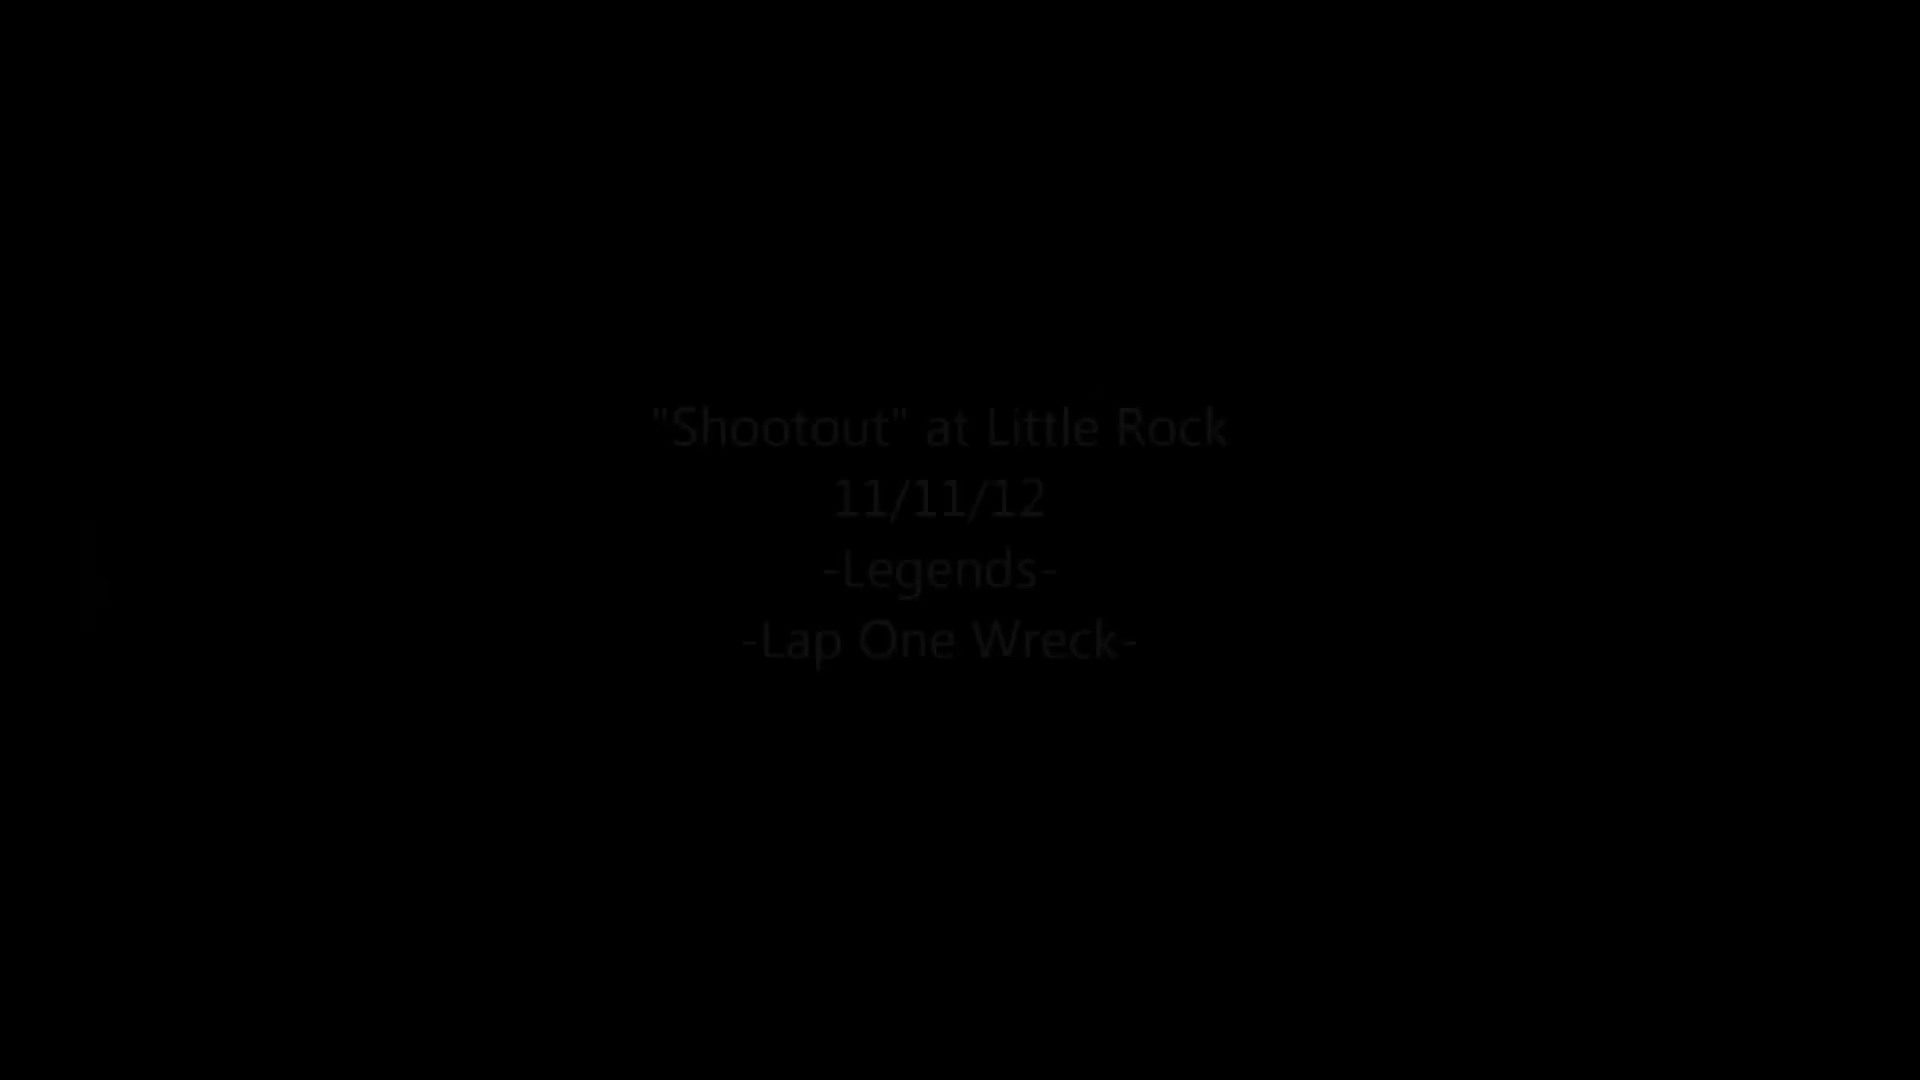 "Shootout" at Little Rock
11/11/12
-Legends-
-Lap One Wreck-